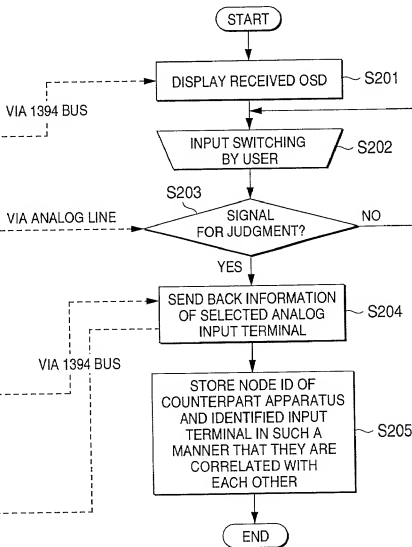 START
DISPLAY RECEIVED OSD
S201
VIA 1394 BUS
INPUT SWITCHING
BY USER
S202
S203
VIA ANALOG LINE
SIGNAL
FOR JUDGMENT?
NO
YES
SEND BACK INFORMATION
OF SELECTED ANALOG
INPUT TERMINAL
S204
VIA 1394 BUS
STORE NODE ID OF
COUNTERPART APPARATUS
AND IDENTIFIED INPUT
TERMINAL IN SUCH A
MANNER THAT THEY ARE
CORRELATED WITH
EACH OTHER
S205
END